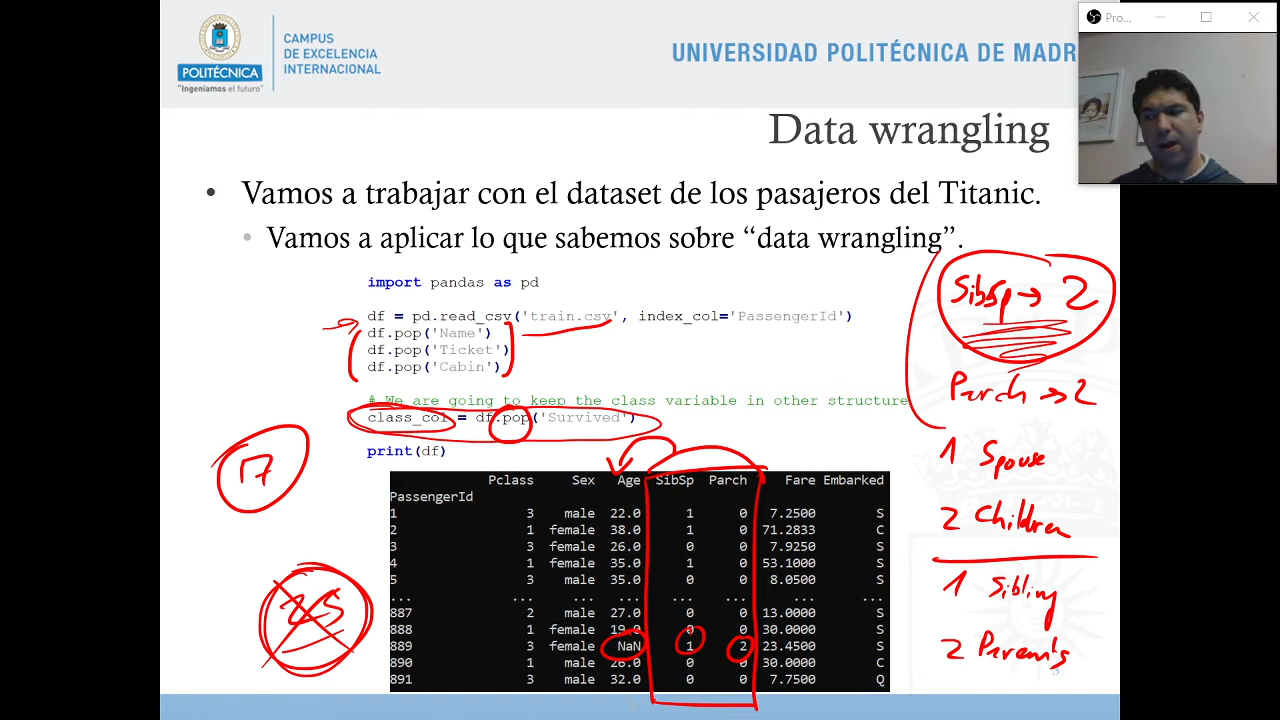 POLITÉCNICA
"Ingeniamos el futuro"
CAMPUS
DE EXCELENCIA
INTERNACIONAL
UNIVERSIDAD POLITÉCNICA DE MADR
Pro...
Data wrangling
• Vamos a trabajar con el dataset de los pasajeros del Titanic.
• Vamos a aplicar lo que sabemos sobre “data wrangling”.
import pandas as pd
df = pd.read_csv('train.csv', index_col='PassengerId')
df.pop('Name')
df.pop('Ticket')
df.pop('Cabin')
# We are going to keep the class variable in other structure
class_col = df.pop('Survived')
print(df)
Pclass Sex Age SibSp Parch Fare Embarked
PassengerId
1 3 male 22.0 1 0 7.2500 S
2 1 female 38.0 1 0 71.2833 C
3 3 female 26.0 0 0 7.9250 S
4 1 female 35.0 1 0 53.1000 S
5 3 male 35.0 0 0 8.0500 S
... ... ... ... ... ... ... ...
887 2 male 27.0 0 0 13.0000 S
888 1 female 19.0 0 0 30.0000 S
889 3 female NaN 1 2 23.4500 S
890 1 male 26.0 0 0 30.0000 C
891 3 male 32.0 0 0 7.7500 Q
17
25
SibSp → 2
Parch → 2
1 Spouse
2 Children
1 Sibling
2 Parents